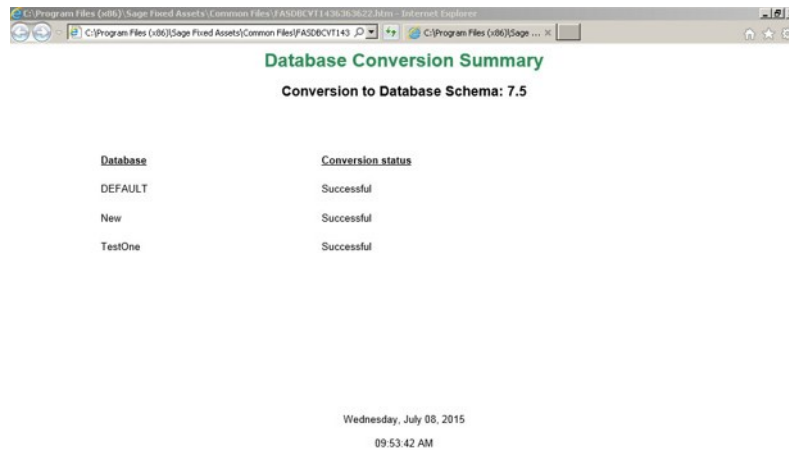 C:\Program Files (x86)\Sage Fixed Assets\Common Files\FASDBCVT1436363622.htm - Internet Explorer
C:\Program Files (x86)\Sage Fixed Assets\Common Files\FASDBCVT143 C:\Program Files (x86)\Sage ...
Database Conversion Summary
Conversion to Database Schema: 7.5
Database Conversion status
DEFAULT Successful
New Successful
TestOne Successful
Wednesday, July 08, 2015
09:53:42 AM